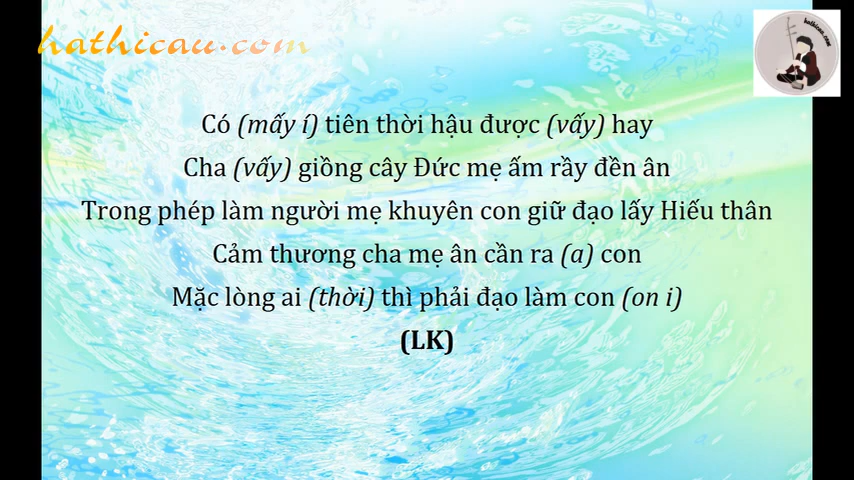 hathicau.com
hathicau.com
Có (mấy í) tiên thời hậu được (vấy) hay
Cha (vấy) giồng cây Đức mẹ ấm rầy đền ân
Trong phép làm người mẹ khuyên con giữ đạo lấy Hiếu thân
Cảm thương cha mẹ ân cần ra (a) con
Mặc lòng ai (thời) thì phải đạo làm con (on i)
(LK)